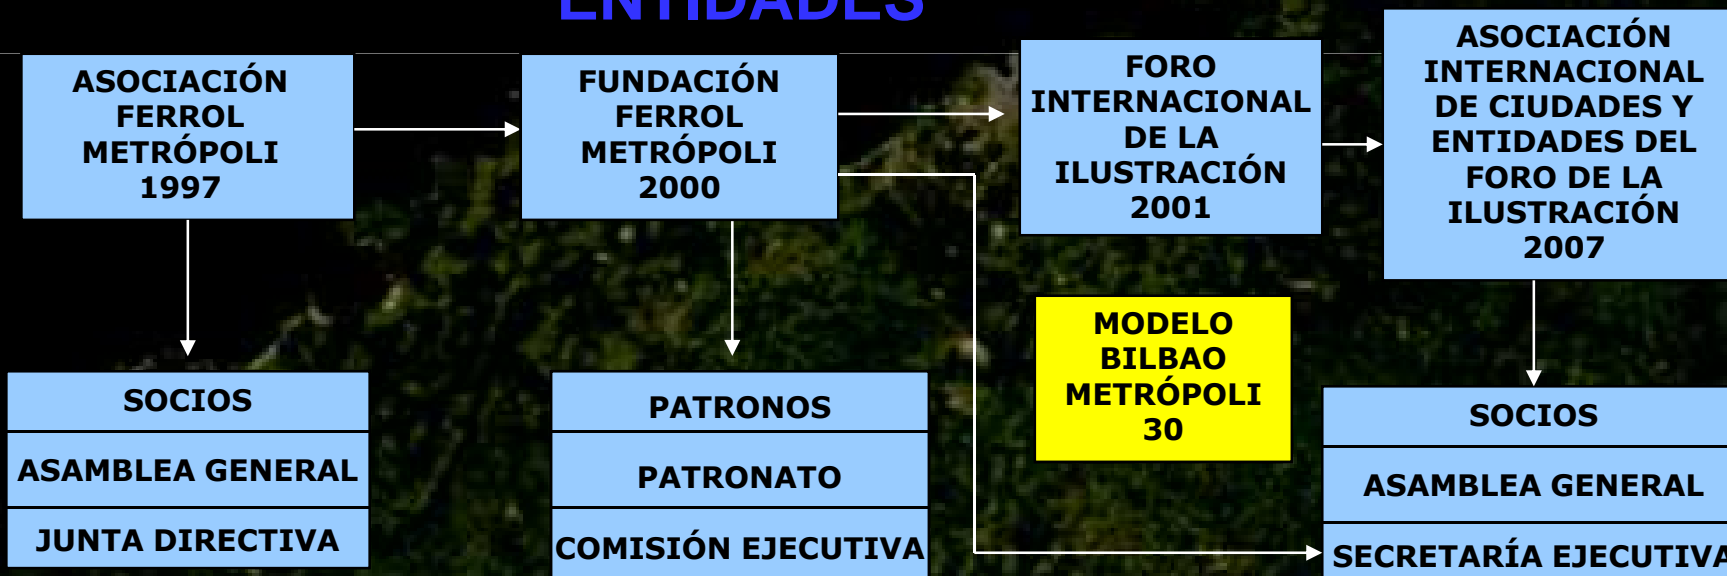 ENTIDADES
ASOCIACIÓN
FERROL
METRÓPOLI
1997
FUNDACIÓN
FERROL
METRÓPOLI
2000
FORO
INTERNACIONAL
DE LA
ILUSTRACIÓN
2001
ASOCIACIÓN
INTERNACIONAL
DE CIUDADES Y
ENTIDADES DEL
FORO DE LA
ILUSTRACIÓN
2007
MODELO
BILBAO
METRÓPOLI
30
SOCIOS
ASAMBLEA GENERAL
JUNTA DIRECTIVA
PATRONOS
PATRONATO
COMISIÓN EJECUTIVA
SOCIOS
ASAMBLEA GENERAL
SECRETARÍA EJECUTIVA